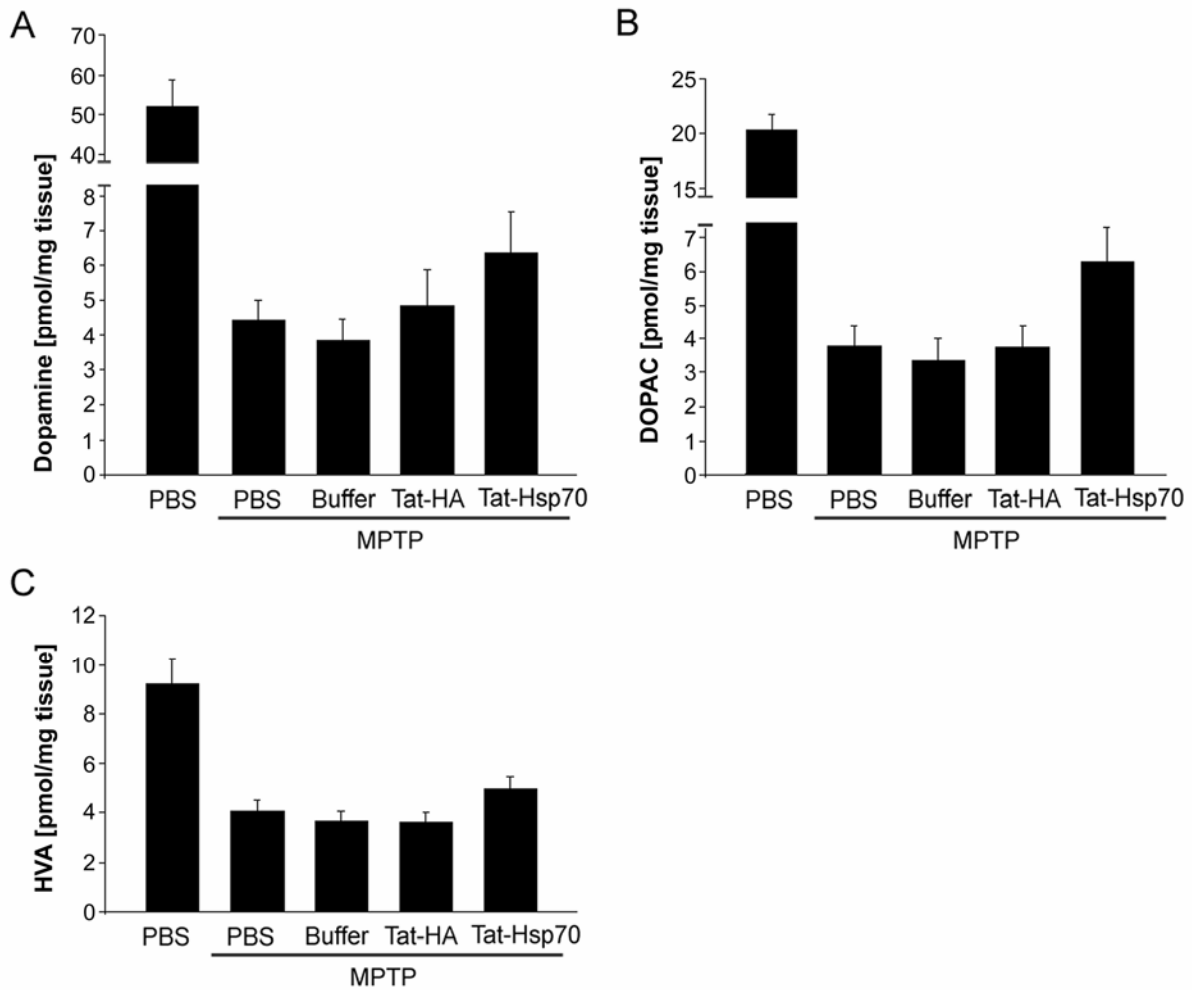 A
Dopamine [pmol/mg tissue]
70
60
50
40
8
7
6
5
4
3
2
1
0
PBS PBS Buffer Tat-HA Tat-Hsp70
MPTP
B
DOPAC [pmol/mg tissue]
25
20
15
7
6
5
4
3
2
1
0
PBS PBS Buffer Tat-HA Tat-Hsp70
MPTP
C
HVA [pmol/mg tissue]
12
10
8
6
4
2
0
PBS PBS Buffer Tat-HA Tat-Hsp70
MPTP